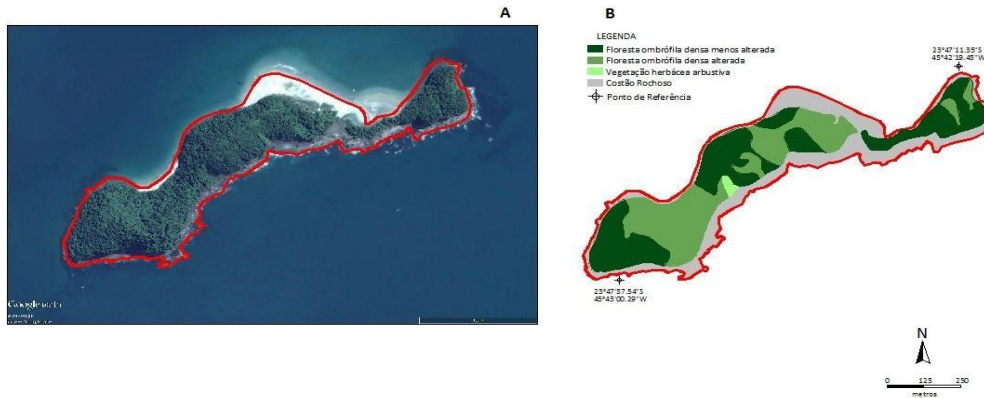 A
B
LEGENDA
Floresta ombrófila densa menos alterada
Floresta ombrófila densa alterada
Vegetação herbácea arbustiva
Costão Rochoso
Ponto de Referência
23°47'11.35"S
45°42'19.45"W
23°47'37.54"S
45°43'00.29"W
Google earth
N
0 125 250
metros